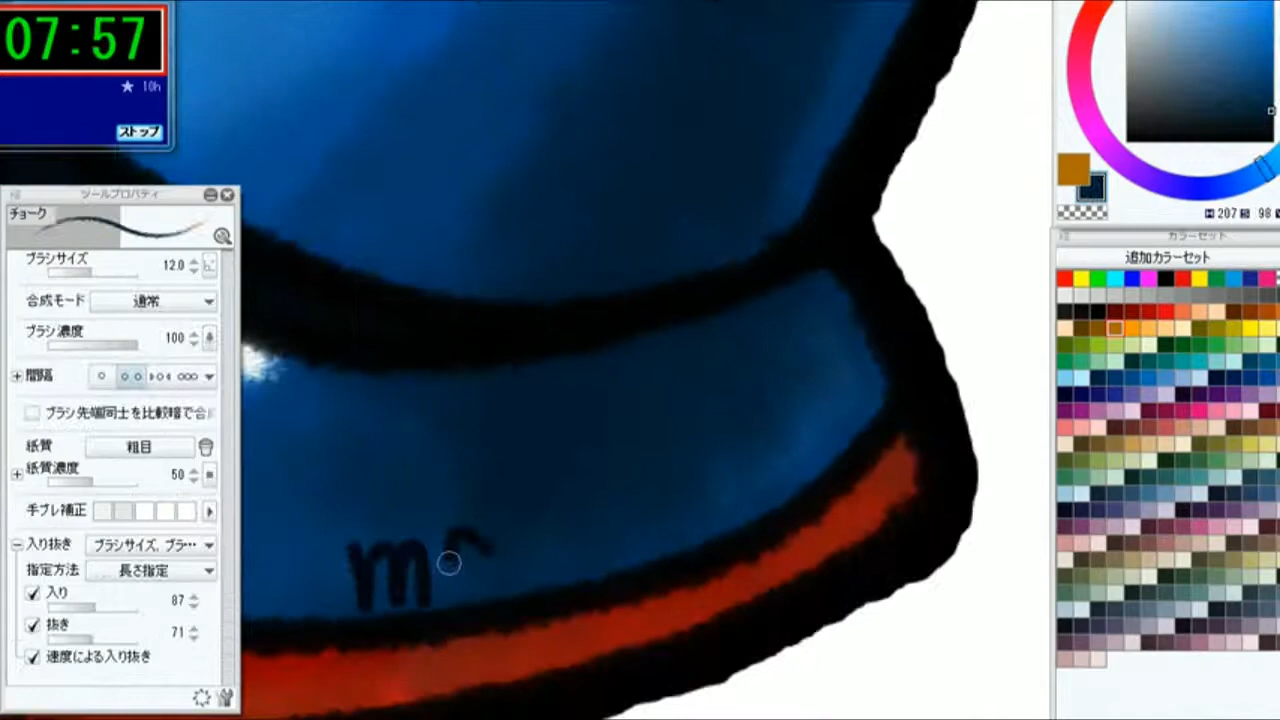 07:57
★ 10h
ストップ
ツールプロパティ
チョーク
ブラシサイズ 12.0
合成モード 通常
ブラシ濃度 100
間隔
ブラシ先端同士を比較暗で合
紙質 粗目
紙質濃度 50
手ブレ補正
入り抜き ブラシサイズ, ブラ…
指定方法 長さ指定
入り 87
抜き 71
速度による入り抜き
mr
H 207 S 98 V
カラーセット
追加カラーセット